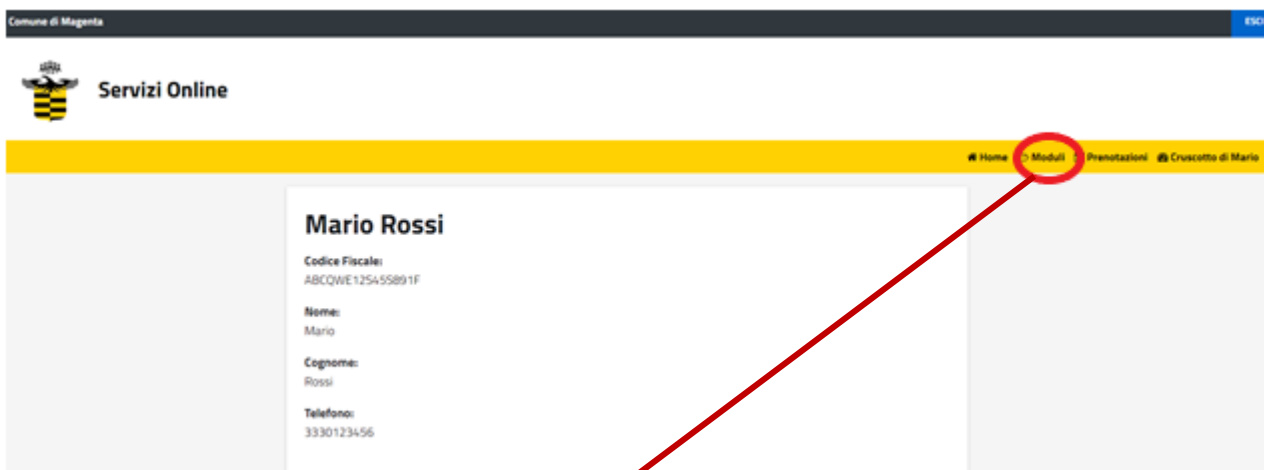 Comune di Magenta
ESCI
Servizi Online
Home Moduli Prenotazioni Cruscotto di Mario
Mario Rossi
Codice Fiscale:
ABCQWE12S45S891F
Nome:
Mario
Cognome:
Rossi
Telefono:
3330123456